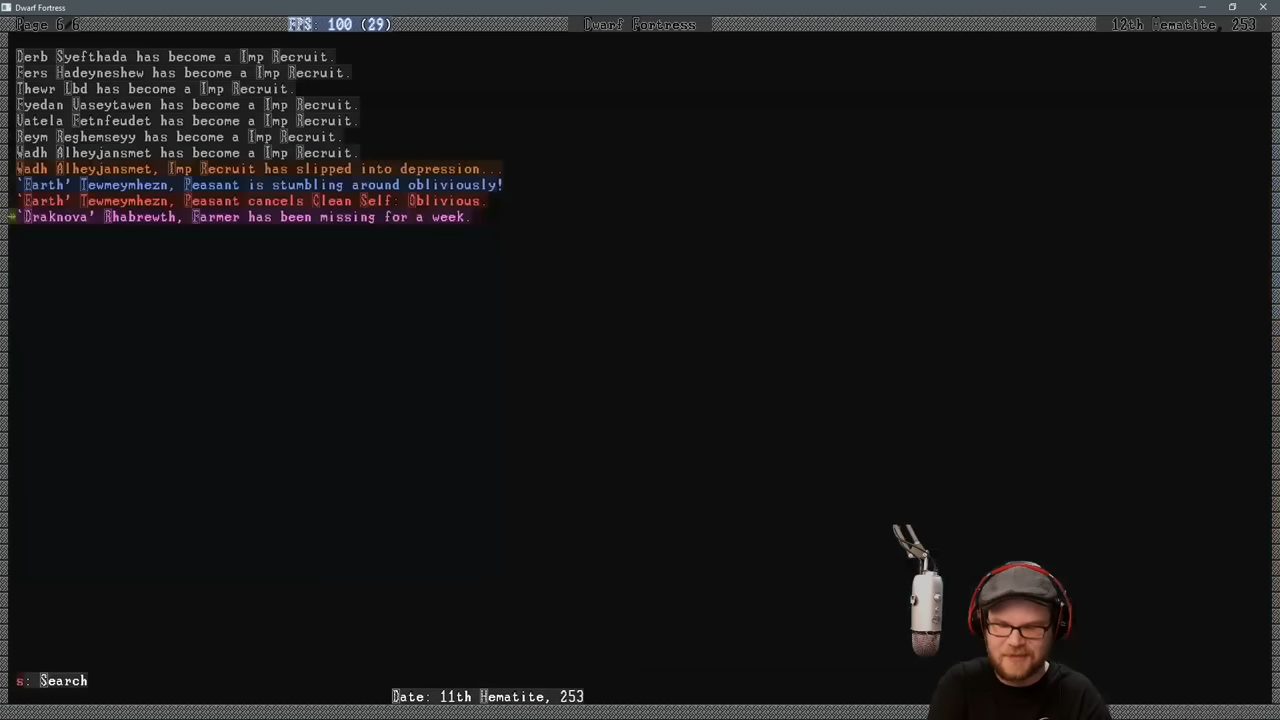 Dwarf Fortress
Page 6/6 FPS: 100 (29) Dwarf Fortress 12th Hematite, 253
Derb Syefthada has become a Imp Recruit.
Fers Hadeyneshew has become a Imp Recruit.
Thewr Ubd has become a Imp Recruit.
Fyedan Vaseytawen has become a Imp Recruit.
Vatela Fetnfeudet has become a Imp Recruit.
Reym Reghemseyy has become a Imp Recruit.
Wadh Alheyjansmet has become a Imp Recruit.
Wadh Alheyjansmet, Imp Recruit has slipped into depression...
`Earth' Tewmeymhezn, Peasant is stumbling around obliviously!
`Earth' Tewmeymhezn, Peasant cancels Clean Self: Oblivious.
`Draknova' Rhabrewth, Farmer has been missing for a week.
s: Search
Date: 11th Hematite, 253